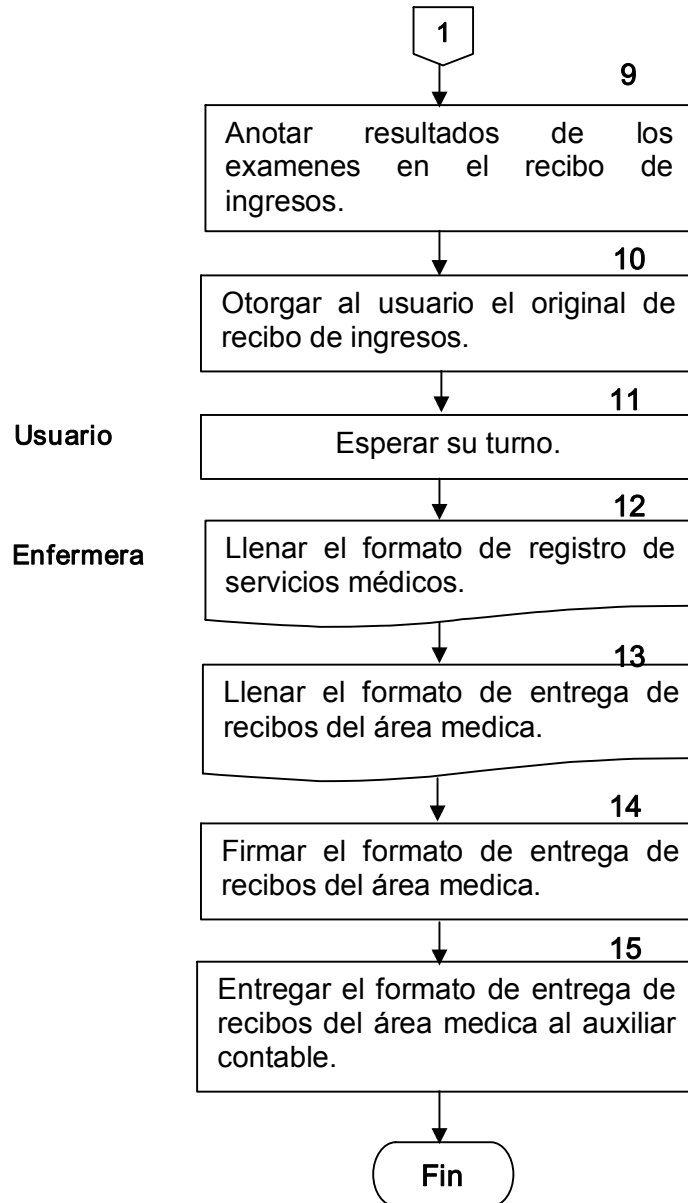 1
9
Anotar resultados de los
examenes en el recibo de
ingresos.
10
Otorgar al usuario el original de
recibo de ingresos.
11
Usuario
Esperar su turno.
12
Enfermera
Llenar el formato de registro de
servicios médicos.
13
Llenar el formato de entrega de
recibos del área medica.
14
Firmar el formato de entrega de
recibos del área medica.
15
Entregar el formato de entrega de
recibos del área medica al auxiliar
contable.
Fin